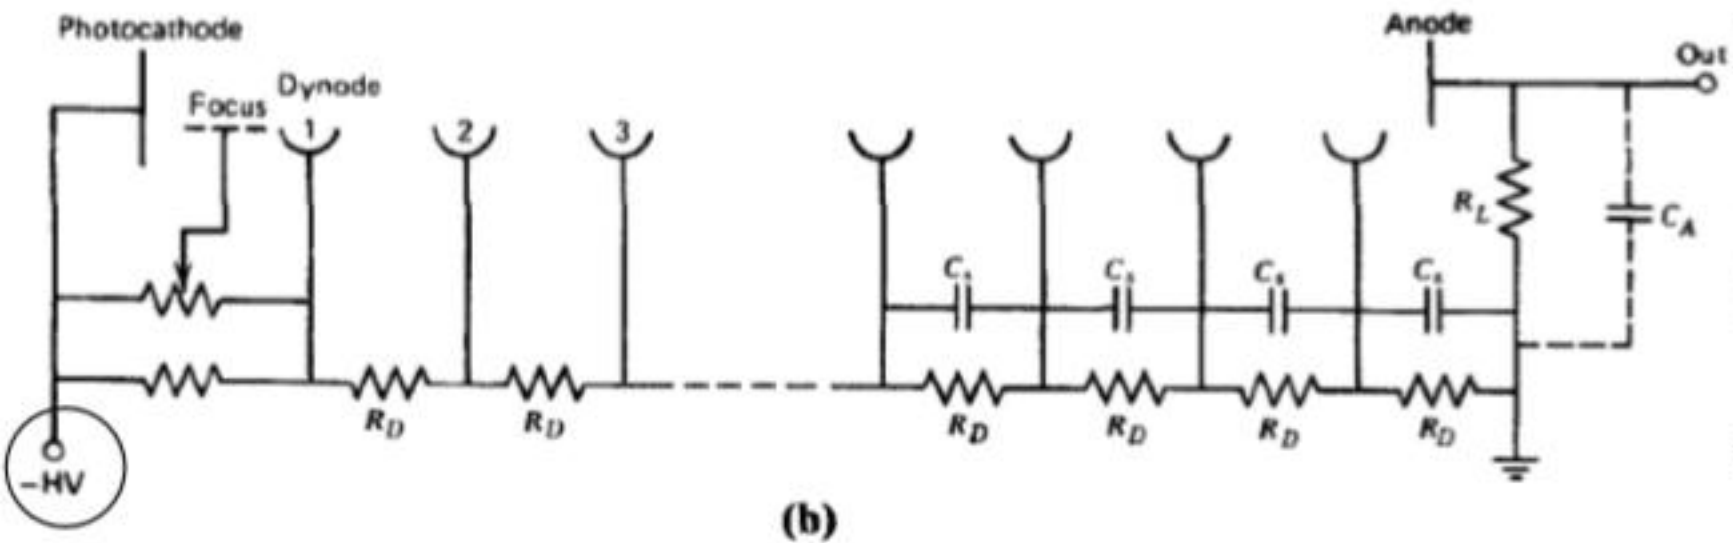 Photocathode
Anode
Out
Focus
Dynode
1
2
3
R_L
C_A
C_s
C_s
C_s
C_s
R_D
R_D
R_D
R_D
R_D
R_D
−HV
(b)